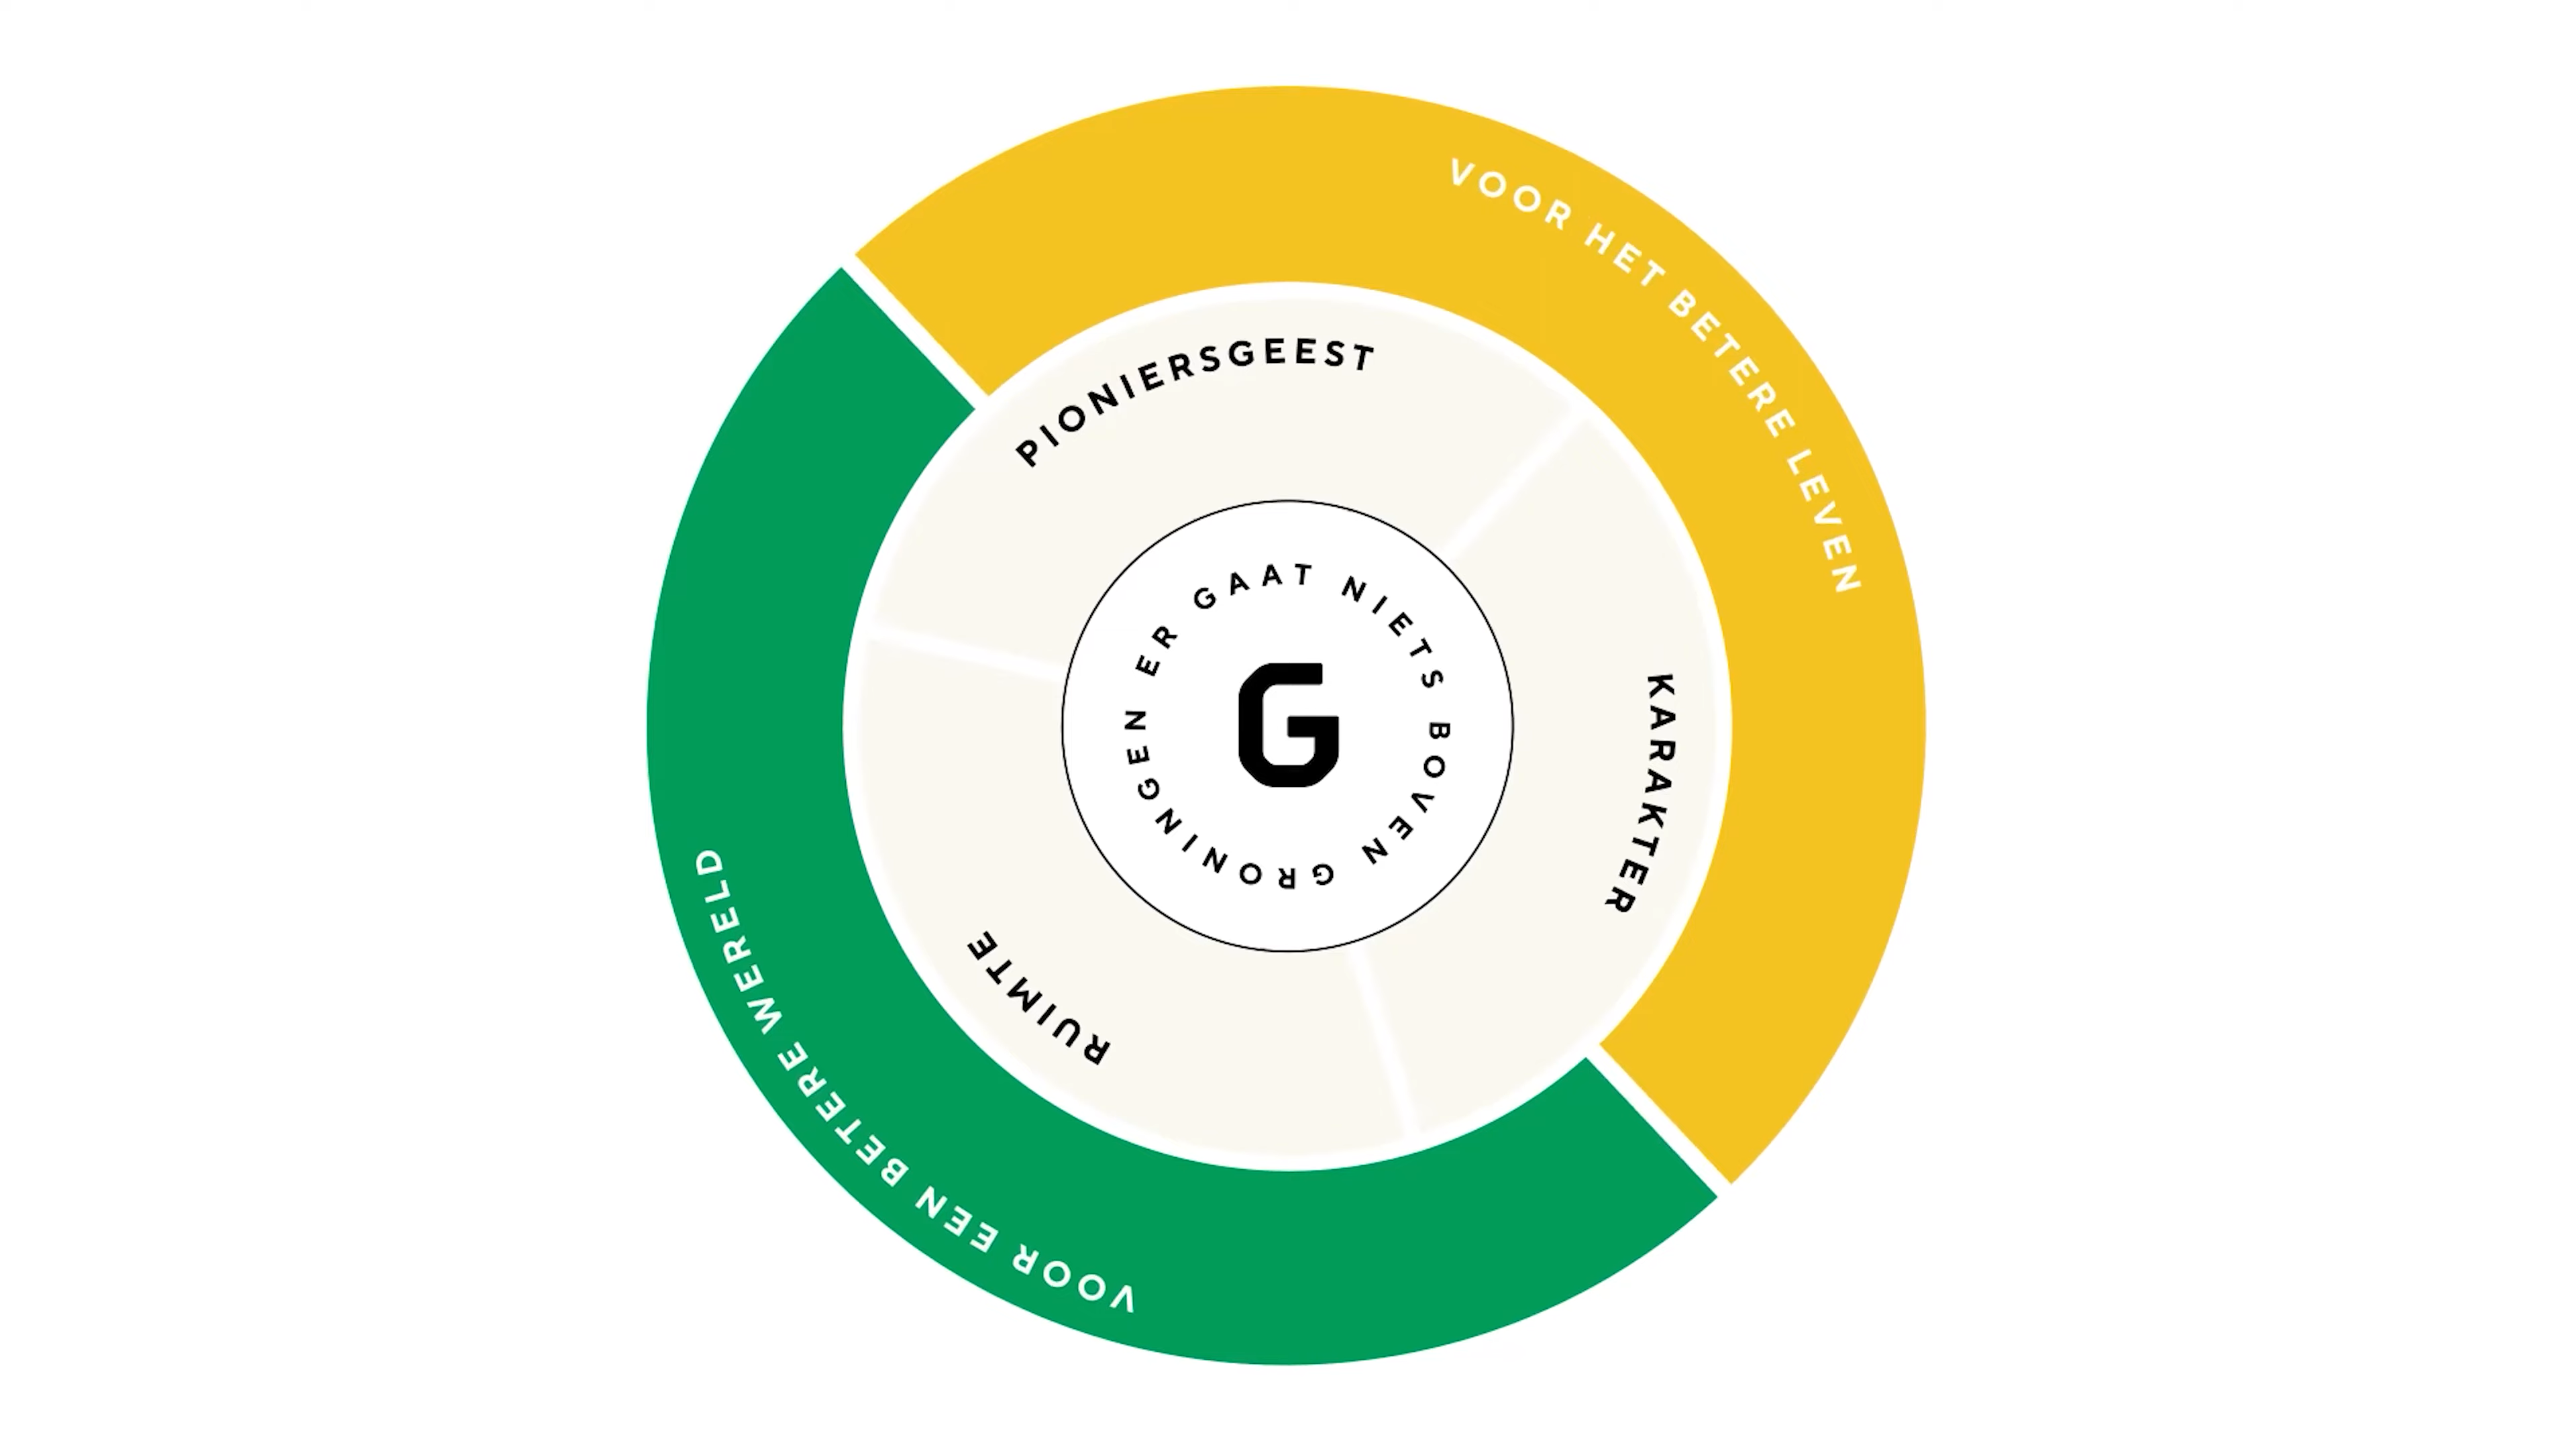 VOOR HET BETERE LEVEN
PIONIERSGEEST
ER GAAT NIETS BOVEN GRONINGEN
G
KARAKTER
RUIMTE
VOOR EEN BETERE WERELD